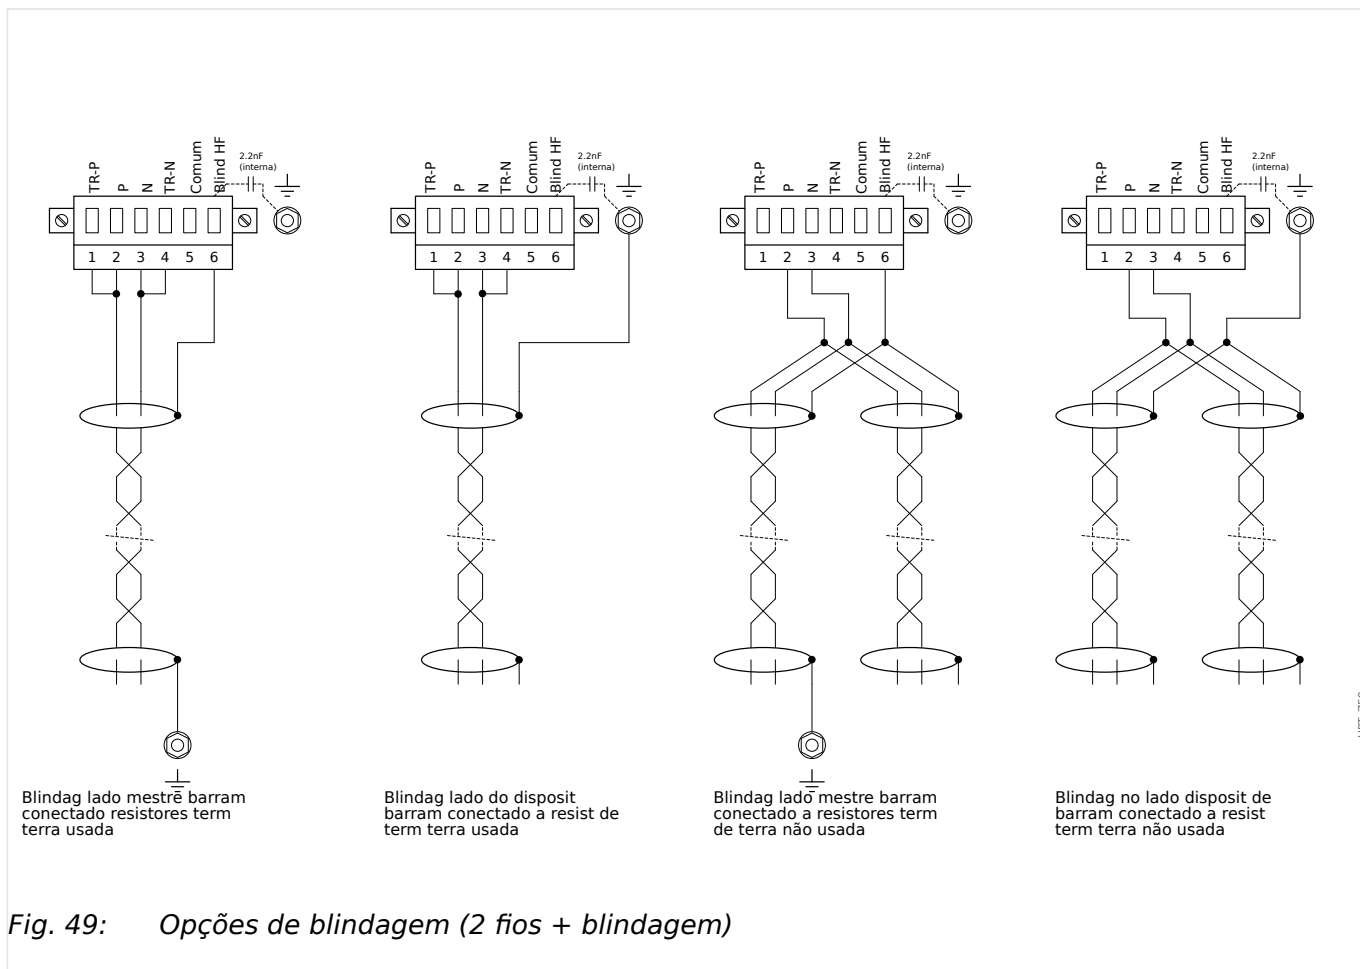 TR-P
P
N
TR-N
Comum
Blind HF
2.2nF
(interna)
1 2 3 4 5 6
TR-P
P
N
TR-N
Comum
Blind HF
2.2nF
(interna)
1 2 3 4 5 6
TR-P
P
N
TR-N
Comum
Blind HF
2.2nF
(interna)
1 2 3 4 5 6
TR-P
P
N
TR-N
Comum
Blind HF
2.2nF
(interna)
1 2 3 4 5 6
Blindag lado mestre barram
conectado resistores term
terra usada
Blindag lado do disposit
barram conectado a resist de
term terra usada
Blindag lado mestre barram
conectado a resistores term
de terra não usada
Blindag no lado disposit de
barram conectado a resist
term terra não usada
Fig. 49: Opções de blindagem (2 fios + blindagem)